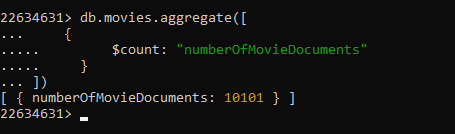 22634631> db.movies.aggregate([
...     {
.....         $count: "numberOfMovieDocuments"
.....     }
... ])
[ { numberOfMovieDocuments: 10101 } ]
22634631>